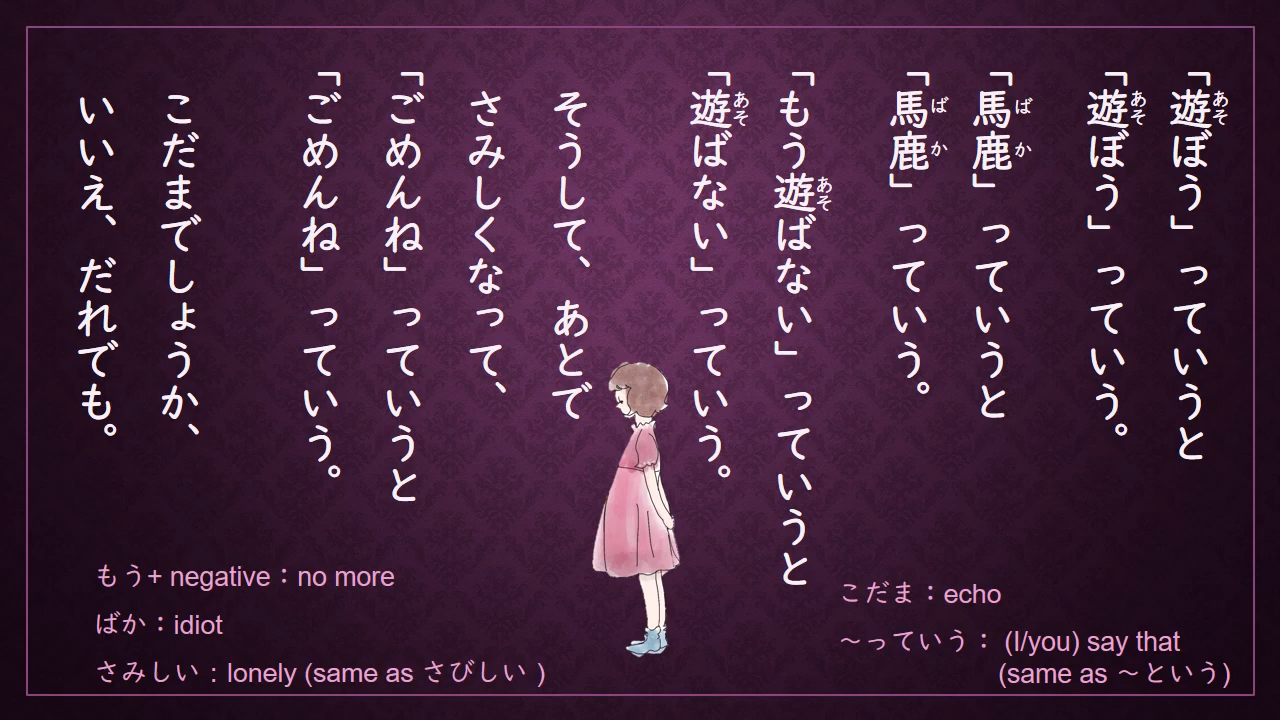 「遊ぼう」っていうと
「遊ぼう」っていう。
「馬鹿」っていうと
「馬鹿」っていう。
「もう遊ばない」っていうと
「遊ばない」っていう。
そうして、あとで
さみしくなって、
「ごめんね」っていうと
「ごめんね」っていう。
こだまでしょうか、
いいえ、だれでも。
もう+ negative：no more
ばか：idiot
さみしい：lonely (same as さびしい )
こだま：echo
～っていう： (I/you) say that
(same as ～という)